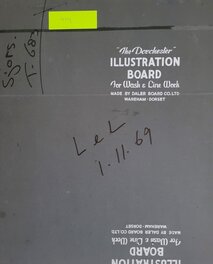 "The Dorchester"
ILLUSTRATION
BOARD
For Wash & Line Work
MADE BY DALER BOARD CO·LTD
WAREHAM·DORSET
L e L
1.11.69
WAREHAM·DORSET
MADE BY DALER BOARD CO·LTD
For Wash & Line Work
BOARD
ILLUSTRATION